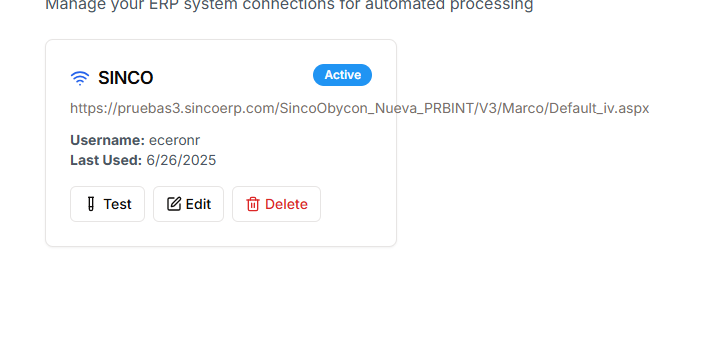 Manage your ERP system connections for automated processing
SINCO
Active
https://pruebas3.sincoerp.com/SincoObycon_Nueva_PRBINT/V3/Marco/Default_iv.aspx
Username: eceronr
Last Used: 6/26/2025
Test
Edit
Delete